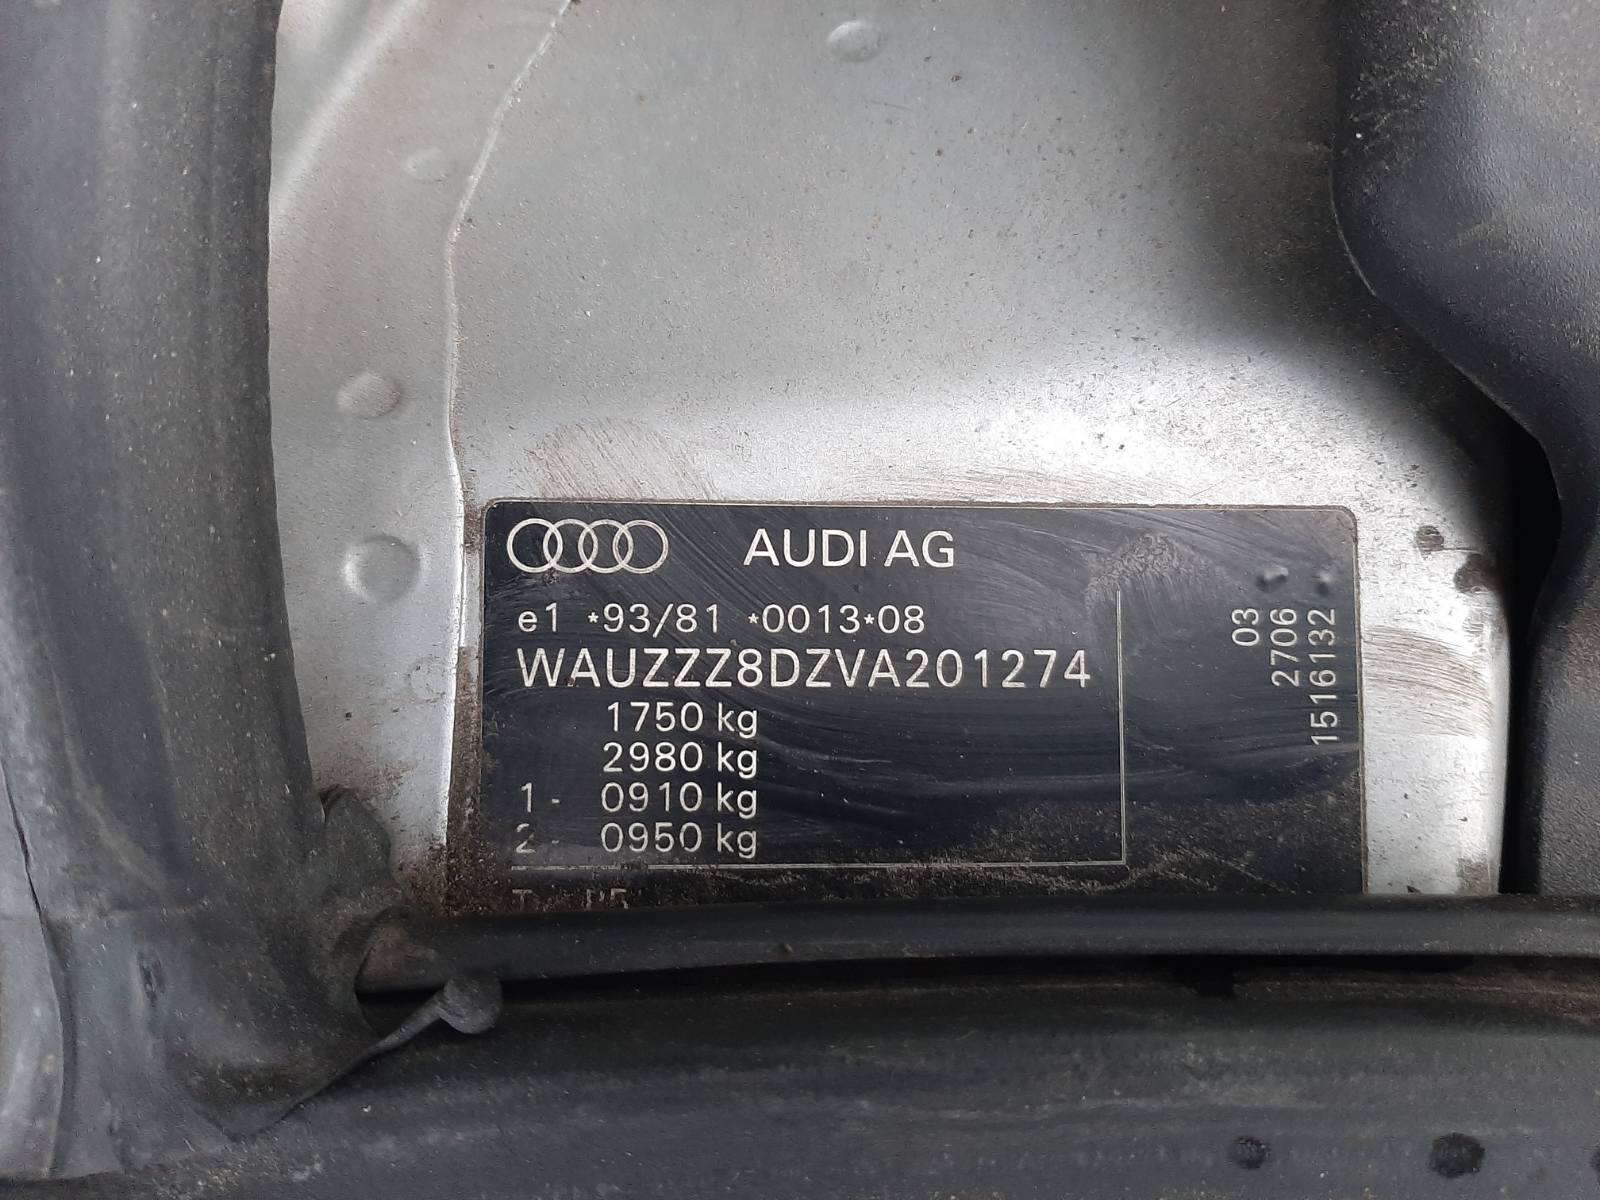 AUDI AG
e1 *93/81 *0013*08
WAUZZZ8DZVA201274
1750 kg
2980 kg
1- 0910 kg
2- 0950 kg
03
2706
1516132